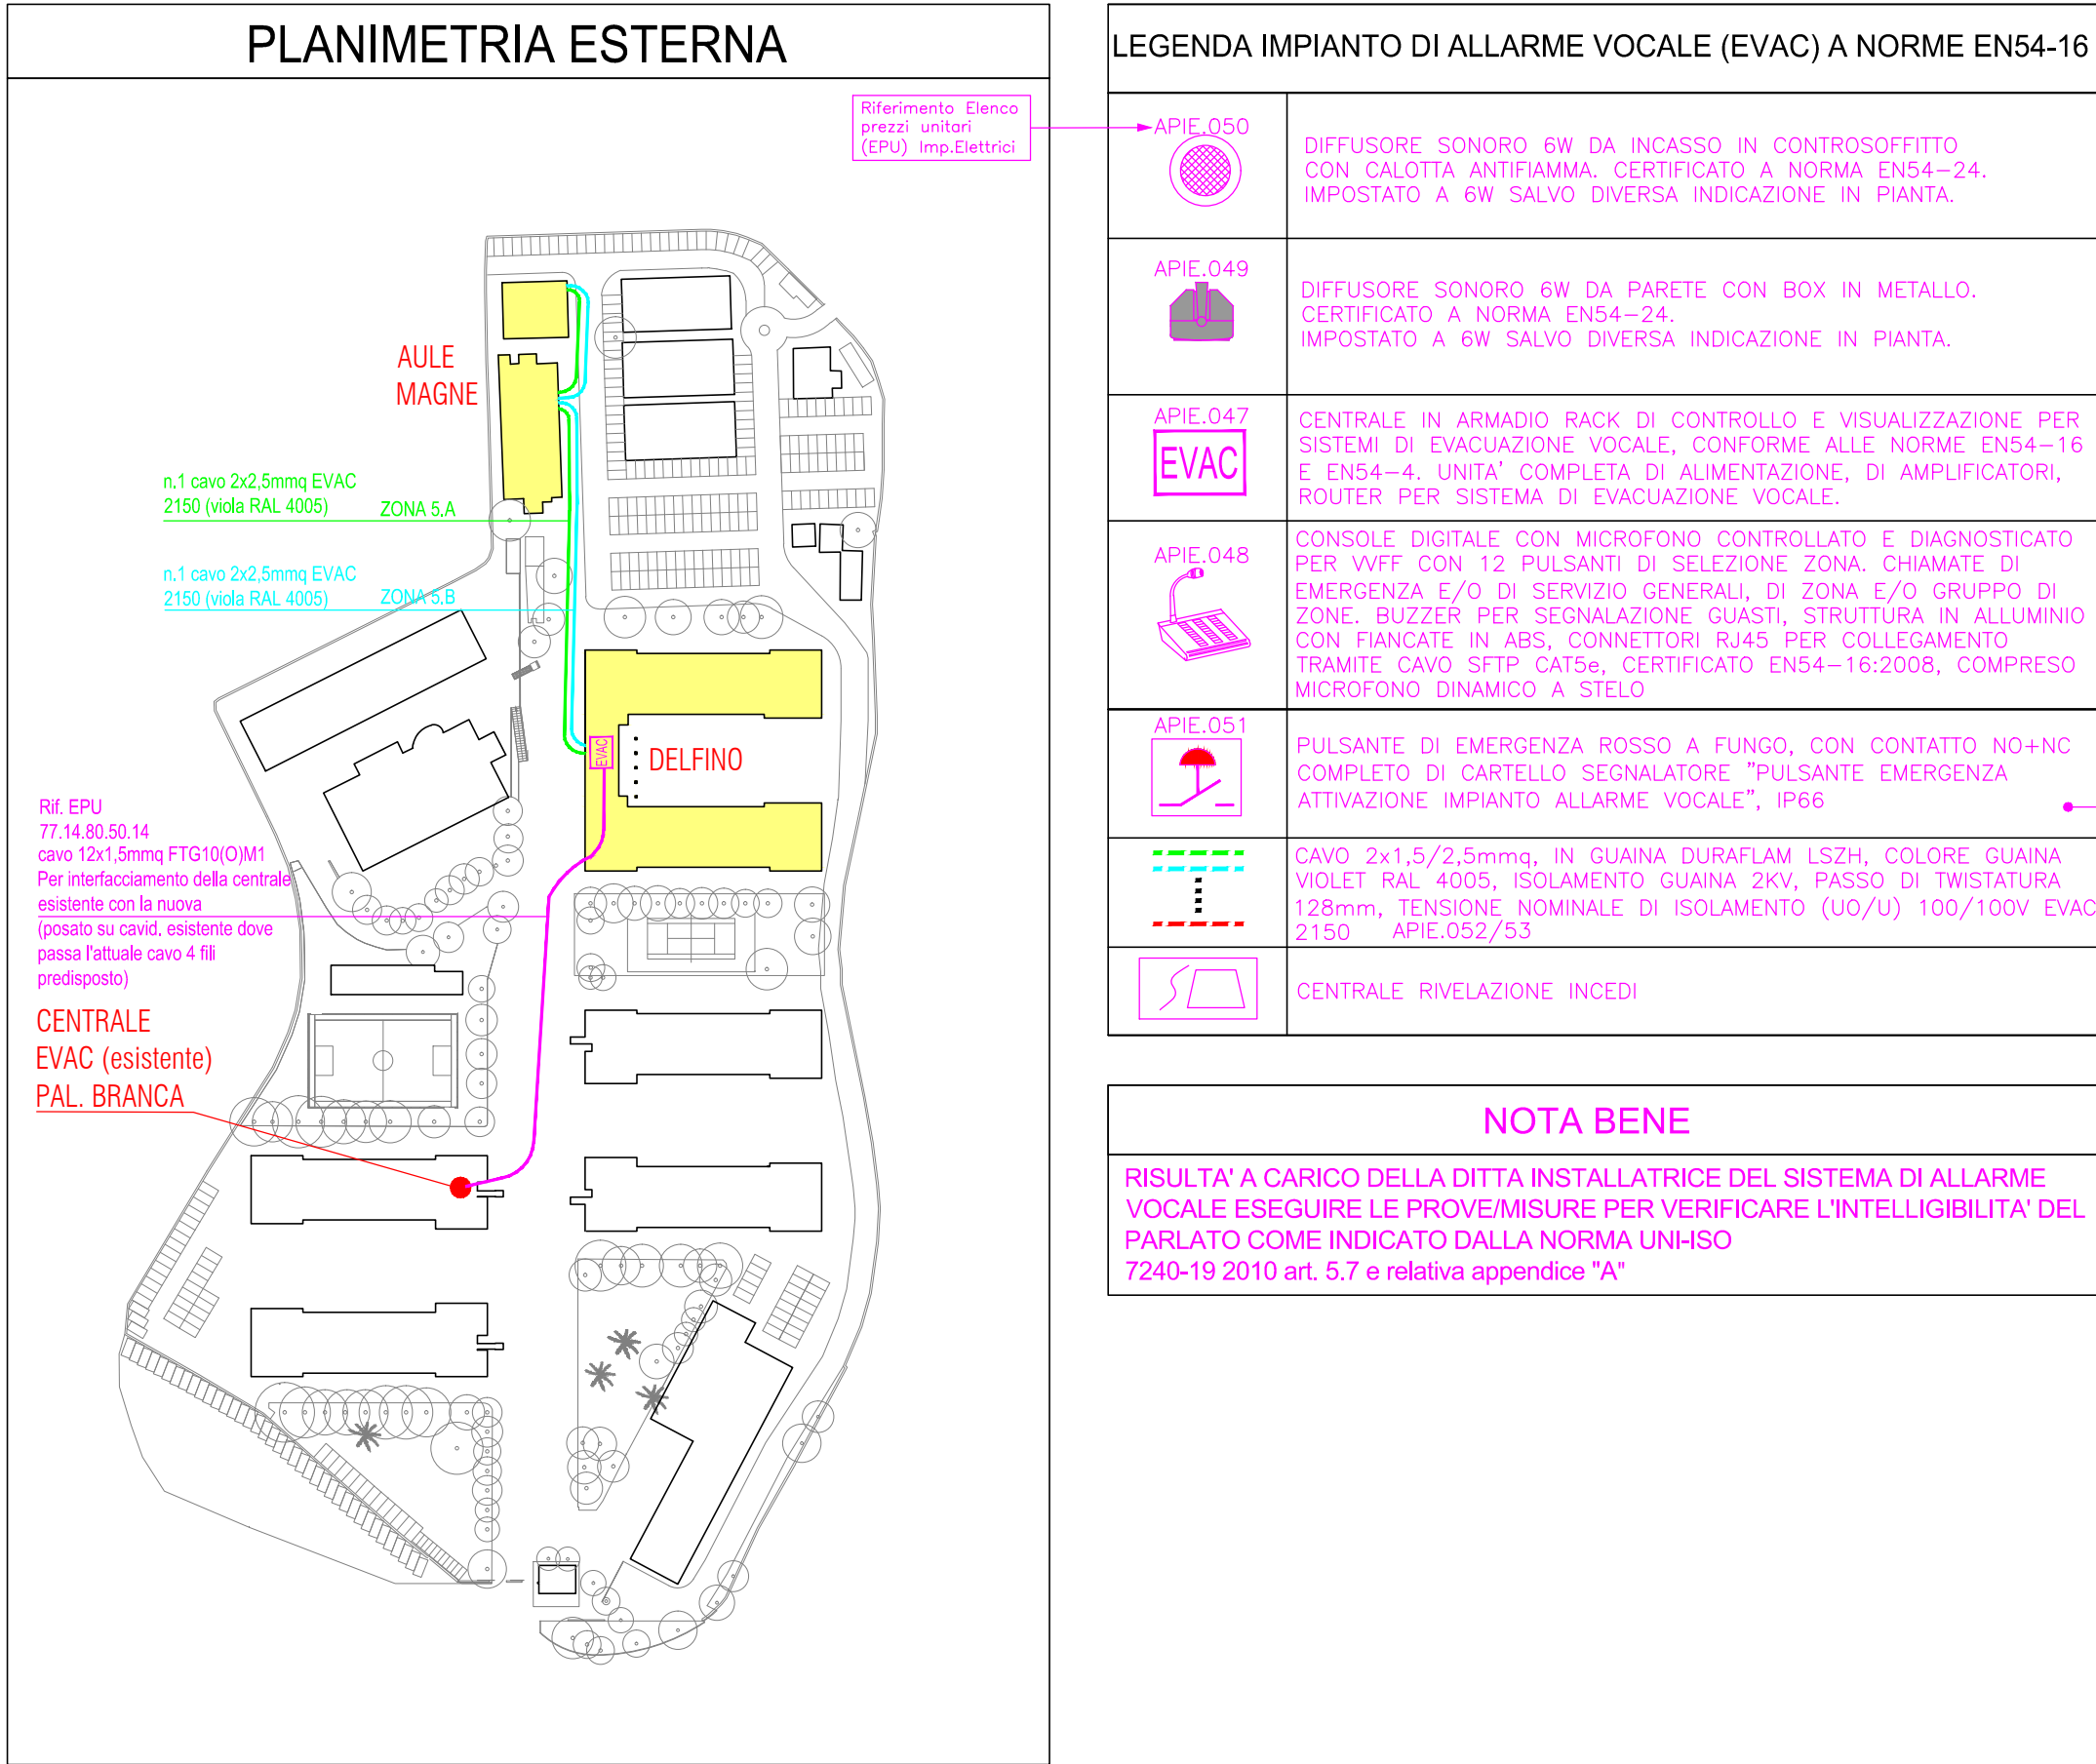 PLANIMETRIA ESTERNA
Riferimento Elenco
prezzi unitari
(EPU) Imp.Elettrici
AULE
MAGNE
n.1 cavo 2x2,5mmq EVAC
2150 (viola RAL 4005) ZONA 5.A
n.1 cavo 2x2,5mmq EVAC
2150 (viola RAL 4005) ZONA 5.B
EVAC
DELFINO
Rif. EPU
77.14.80.50.14
cavo 12x1,5mmq FTG10(O)M1
Per interfacciamento della centrale
esistente con la nuova
(posato su cavid. esistente dove
passa l'attuale cavo 4 fili
predisposto)
CENTRALE
EVAC (esistente)
PAL. BRANCA
LEGENDA IMPIANTO DI ALLARME VOCALE (EVAC) A NORME EN54-16
APIE.050
DIFFUSORE SONORO 6W DA INCASSO IN CONTROSOFFITTO
CON CALOTTA ANTIFIAMMA. CERTIFICATO A NORMA EN54-24.
IMPOSTATO A 6W SALVO DIVERSA INDICAZIONE IN PIANTA.
APIE.049
DIFFUSORE SONORO 6W DA PARETE CON BOX IN METALLO.
CERTIFICATO A NORMA EN54-24.
IMPOSTATO A 6W SALVO DIVERSA INDICAZIONE IN PIANTA.
APIE.047
EVAC
CENTRALE IN ARMADIO RACK DI CONTROLLO E VISUALIZZAZIONE PER
SISTEMI DI EVACUAZIONE VOCALE, CONFORME ALLE NORME EN54-16
E EN54-4. UNITA' COMPLETA DI ALIMENTAZIONE, DI AMPLIFICATORI,
ROUTER PER SISTEMA DI EVACUAZIONE VOCALE.
APIE.048
CONSOLE DIGITALE CON MICROFONO CONTROLLATO E DIAGNOSTICATO
PER VVFF CON 12 PULSANTI DI SELEZIONE ZONA. CHIAMATE DI
EMERGENZA E/O DI SERVIZIO GENERALI, DI ZONA E/O GRUPPO DI
ZONE. BUZZER PER SEGNALAZIONE GUASTI, STRUTTURA IN ALLUMINIO
CON FIANCATE IN ABS, CONNETTORI RJ45 PER COLLEGAMENTO
TRAMITE CAVO SFTP CAT5e, CERTIFICATO EN54-16:2008, COMPRESO
MICROFONO DINAMICO A STELO
APIE.051
PULSANTE DI EMERGENZA ROSSO A FUNGO, CON CONTATTO NO+NC
COMPLETO DI CARTELLO SEGNALATORE "PULSANTE EMERGENZA
ATTIVAZIONE IMPIANTO ALLARME VOCALE", IP66
CAVO 2x1,5/2,5mmq, IN GUAINA DURAFLAM LSZH, COLORE GUAINA
VIOLET RAL 4005, ISOLAMENTO GUAINA 2KV, PASSO DI TWISTATURA
128mm, TENSIONE NOMINALE DI ISOLAMENTO (UO/U) 100/100V EVAC
2150 APIE.052/53
CENTRALE RIVELAZIONE INCEDI
NOTA BENE
RISULTA' A CARICO DELLA DITTA INSTALLATRICE DEL SISTEMA DI ALLARME
VOCALE ESEGUIRE LE PROVE/MISURE PER VERIFICARE L'INTELLIGIBILITA' DEL
PARLATO COME INDICATO DALLA NORMA UNI-ISO
7240-19 2010 art. 5.7 e relativa appendice "A"